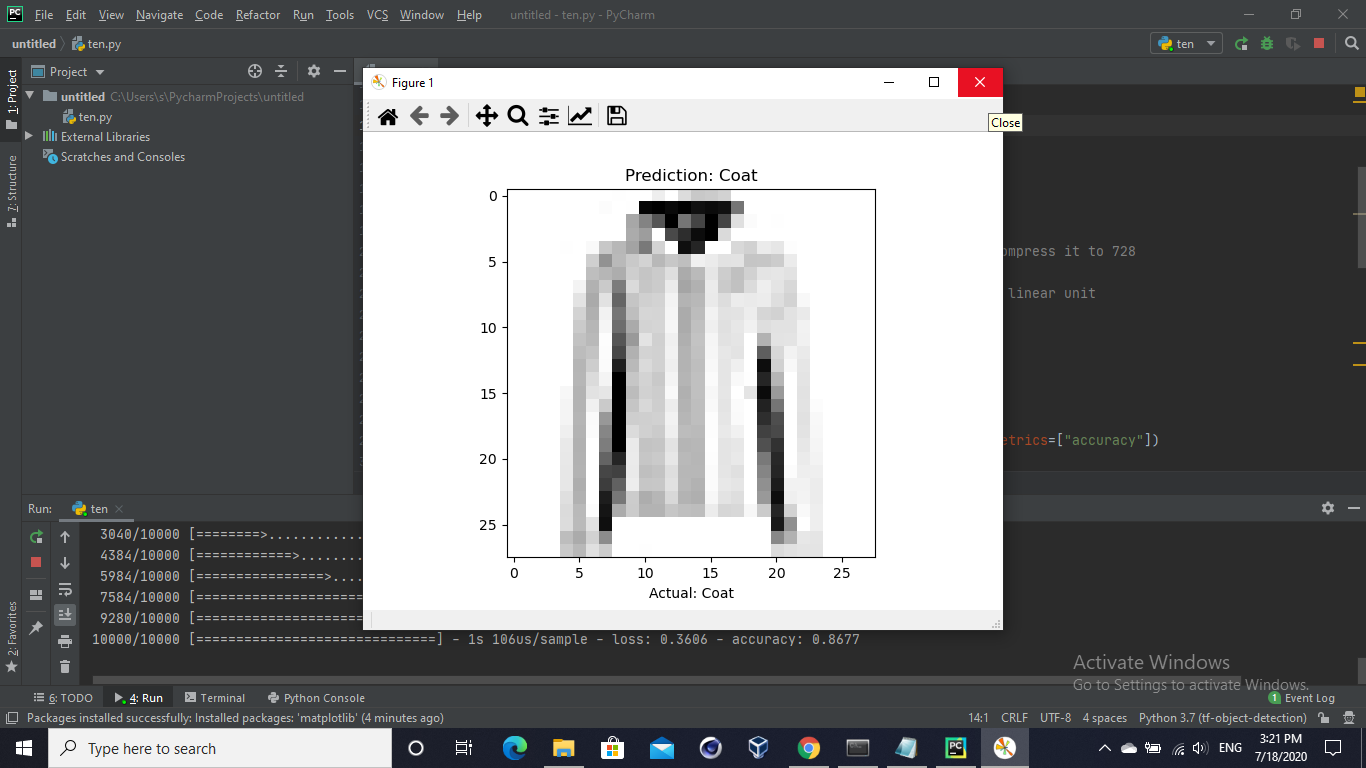 File Edit View Navigate Code Refactor Run Tools VCS Window Help untitled - ten.py - PyCharm
untitled ten.py
ten
1: Project
Project
untitled C:\Users\s\PycharmProjects\untitled
ten.py
External Libraries
Scratches and Consoles
7: Structure
2: Favorites
Figure 1
Close
Prediction: Coat
0
5
10
15
20
25
0 5 10 15 20 25
Actual: Coat
ompress it to 728
linear unit
etrics=["accuracy"])
Run: ten
3040/10000 [========>.............
4384/10000 [============>.........
5984/10000 [================>.....
7584/10000 [=====================
9280/10000 [=====================
10000/10000 [==============================] - 1s 106us/sample - loss: 0.3606 - accuracy: 0.8677
Activate Windows
Go to Settings to activate Windows.
6: TODO 4: Run Terminal Python Console 1 Event Log
Packages installed successfully: Installed packages: 'matplotlib' (4 minutes ago) 14:1 CRLF UTF-8 4 spaces Python 3.7 (tf-object-detection)
Type here to search
ENG
3:21 PM
7/18/2020